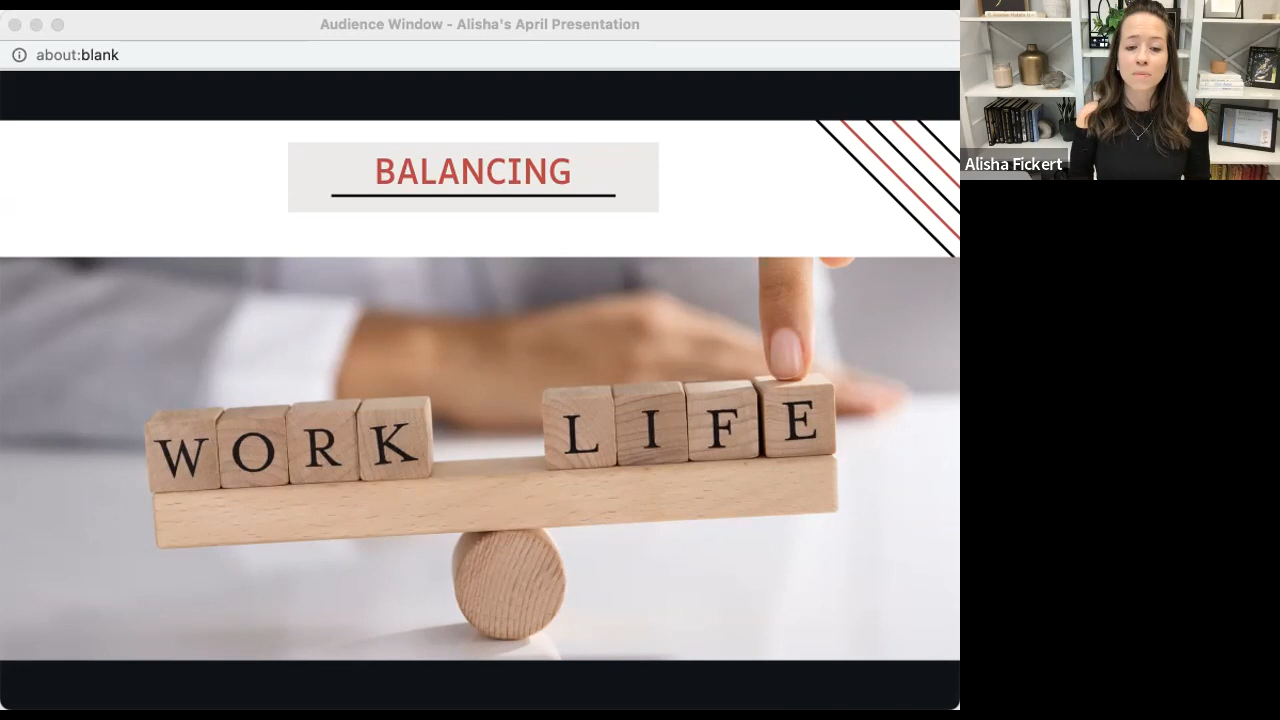 Audience Window - Alisha's April Presentation
about:blank
BALANCING
WORK LIFE
Alisha Fickert